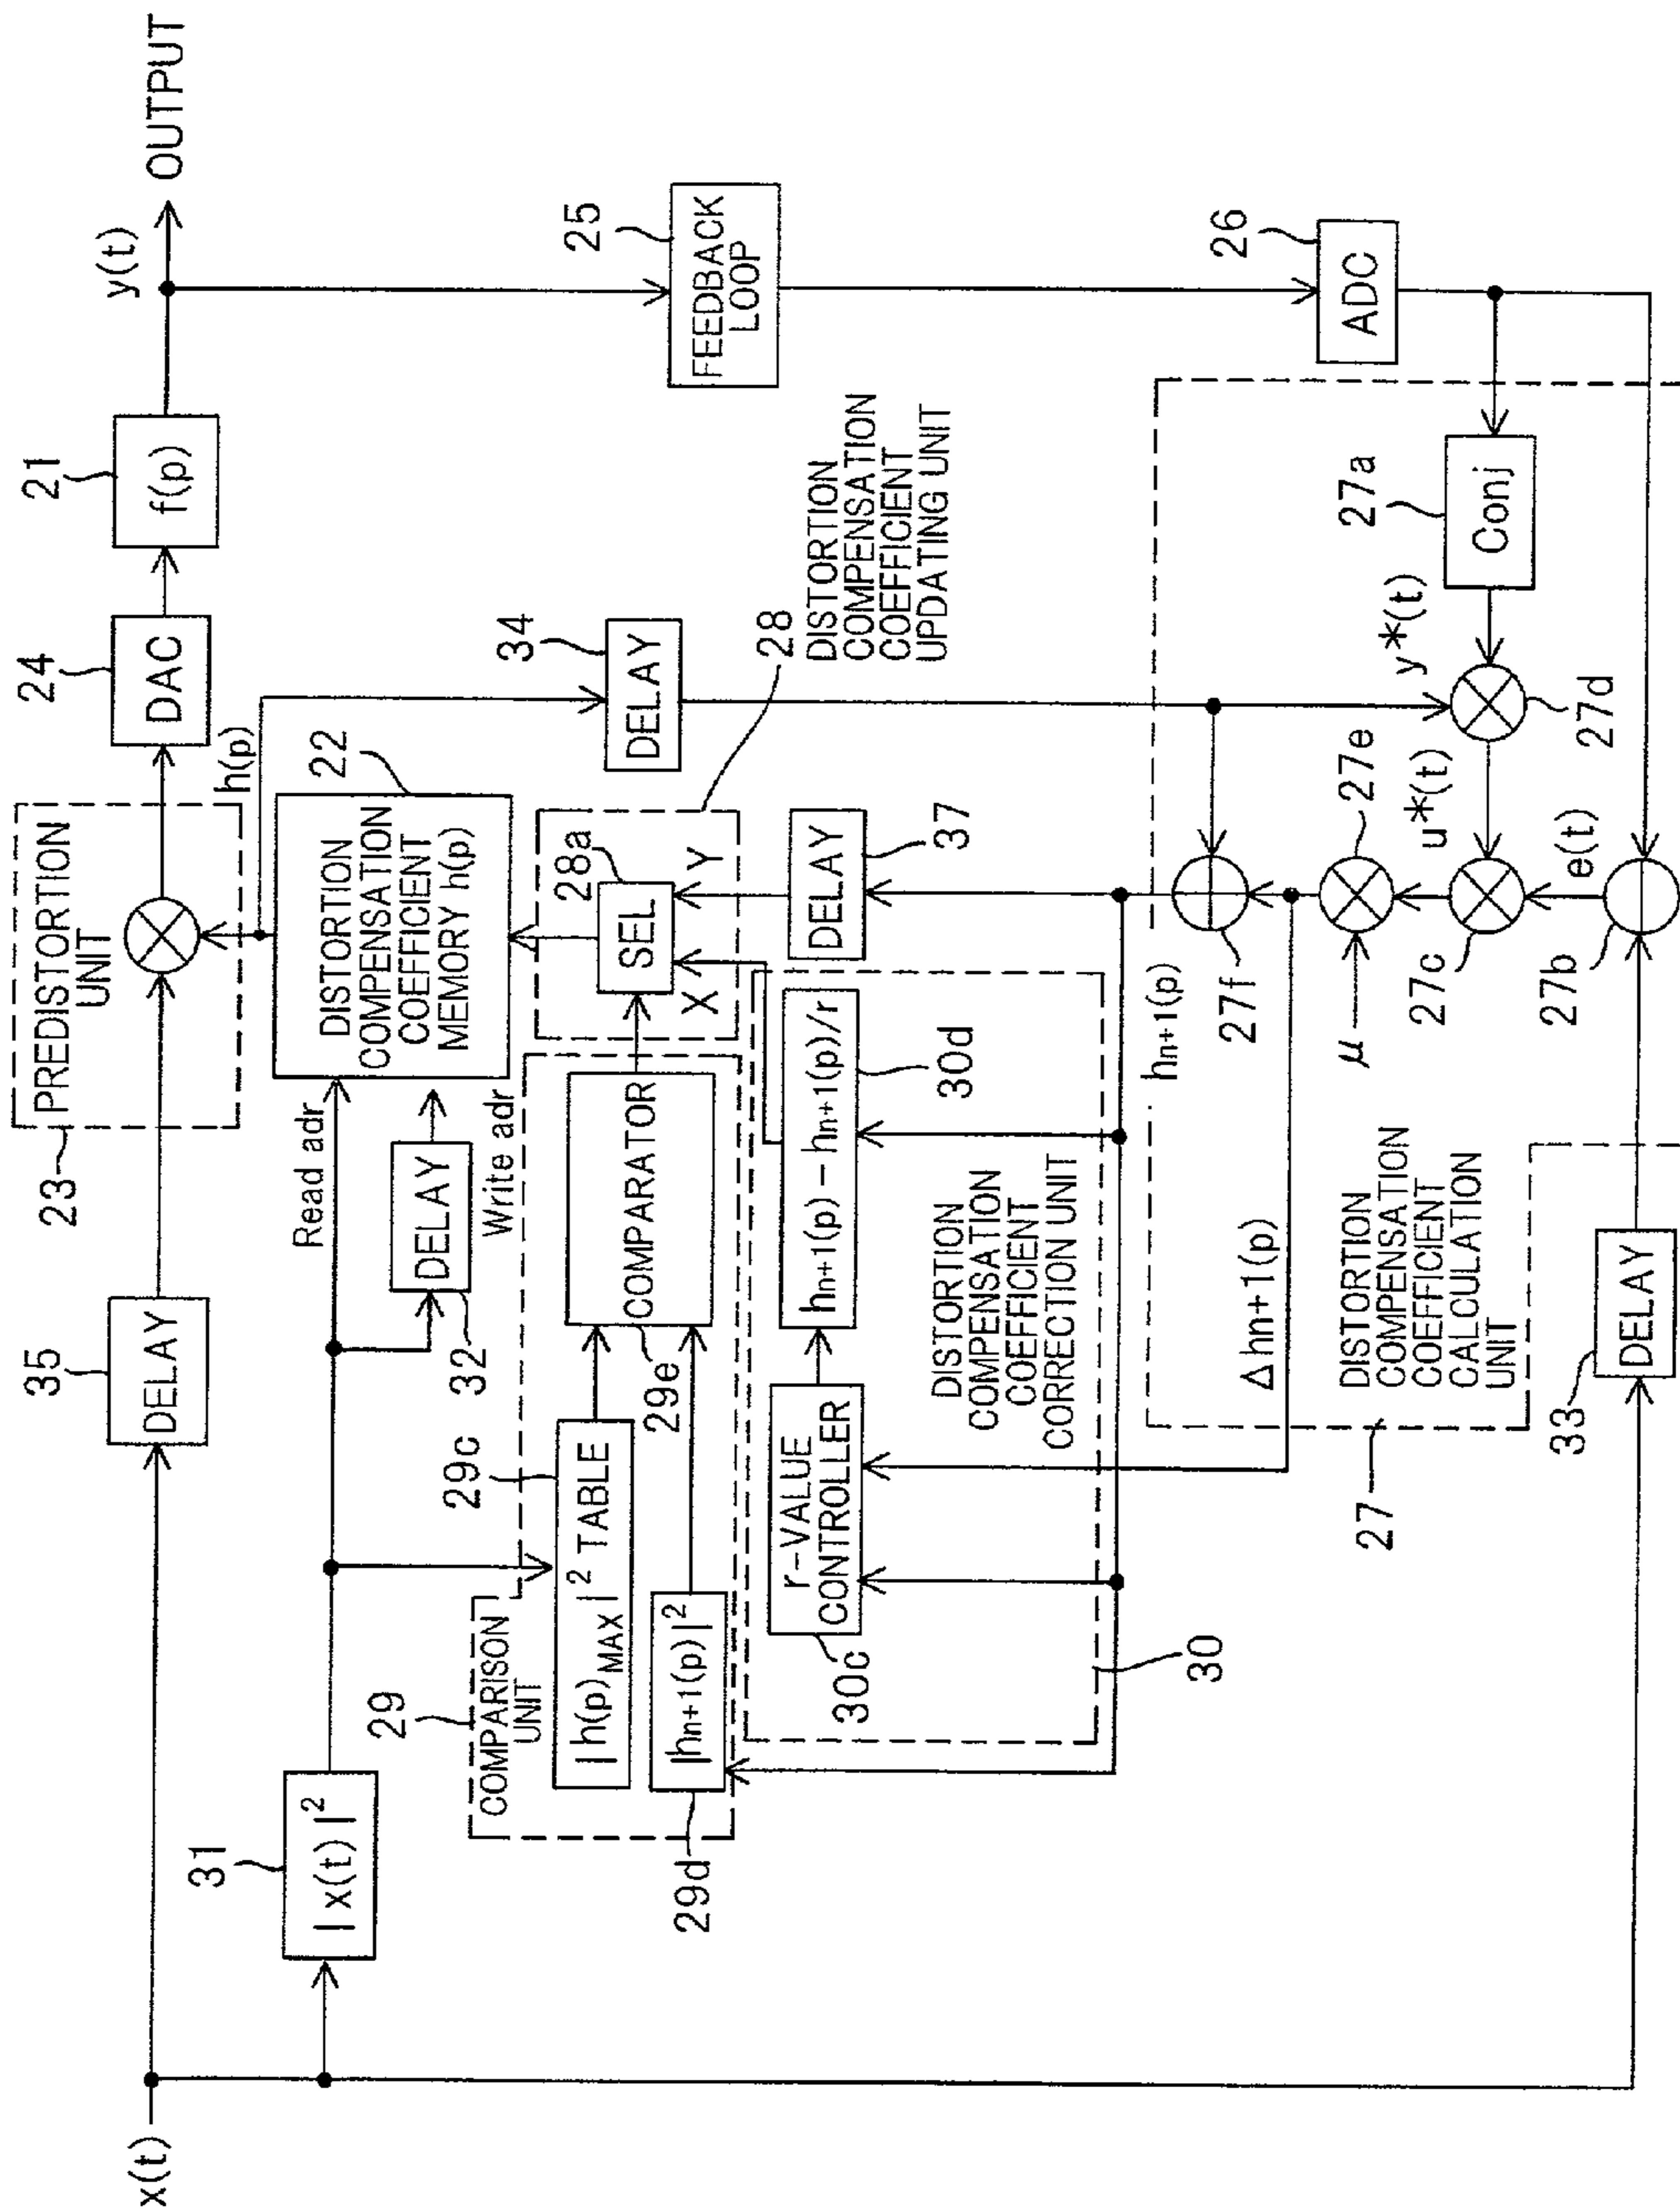 x(t)
35
DELAY
31
| x(t) |²
23
PREDISTORTION
UNIT
24
DAC
21
f(p)
y(t)
OUTPUT
h(p)
Read adr
DELAY
32
Write adr
22
DISTORTION
COMPENSATION
COEFFICIENT
MEMORY h(p)
34
DELAY
25
FEEDBACK
LOOP
29
COMPARISON
UNIT
29c
|h(p)MAX|² TABLE
|hn+1(p)|²
29d
COMPARATOR
29e
28a
SEL
X
Y
28
DISTORTION
COMPENSATION
COEFFICIENT
UPDATING UNIT
37
DELAY
r-VALUE
CONTROLLER
30c
hn+1(p) – hn+1(p)/r
30d
DISTORTION
COMPENSATION
COEFFICIENT
CORRECTION UNIT
30
26
ADC
hn+1(p)
27f
Δhn+1(p)
μ
27e
27c
u*(t)
e(t)
27b
27d
y*(t)
Conj
27a
DISTORTION
COMPENSATION
COEFFICIENT
CALCULATION
UNIT
27
33
DELAY